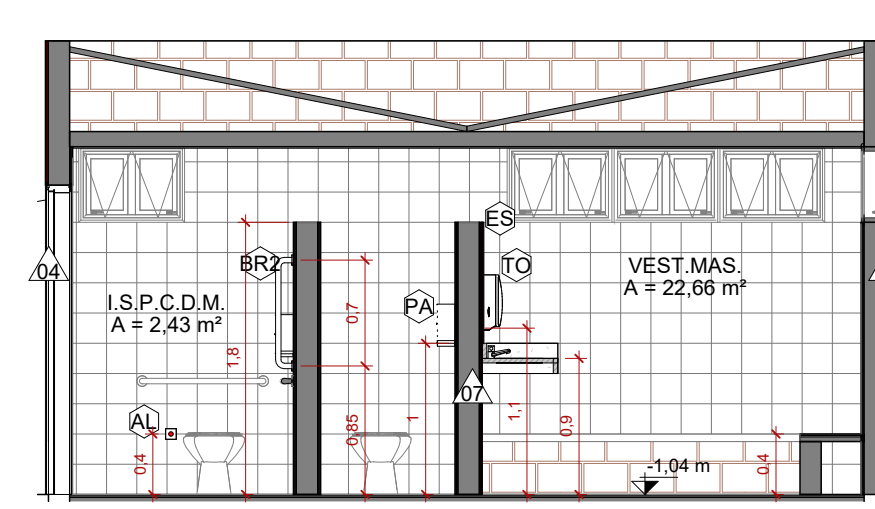 ES
04
BR2
TO
VEST.MAS.
A = 22,66 m²
I.S.P.C.D.M.
A = 2,43 m²
PA
0,7
1,8
07
AL
0,85
1
1,1
0,9
0,4
-1,04 m
0,4